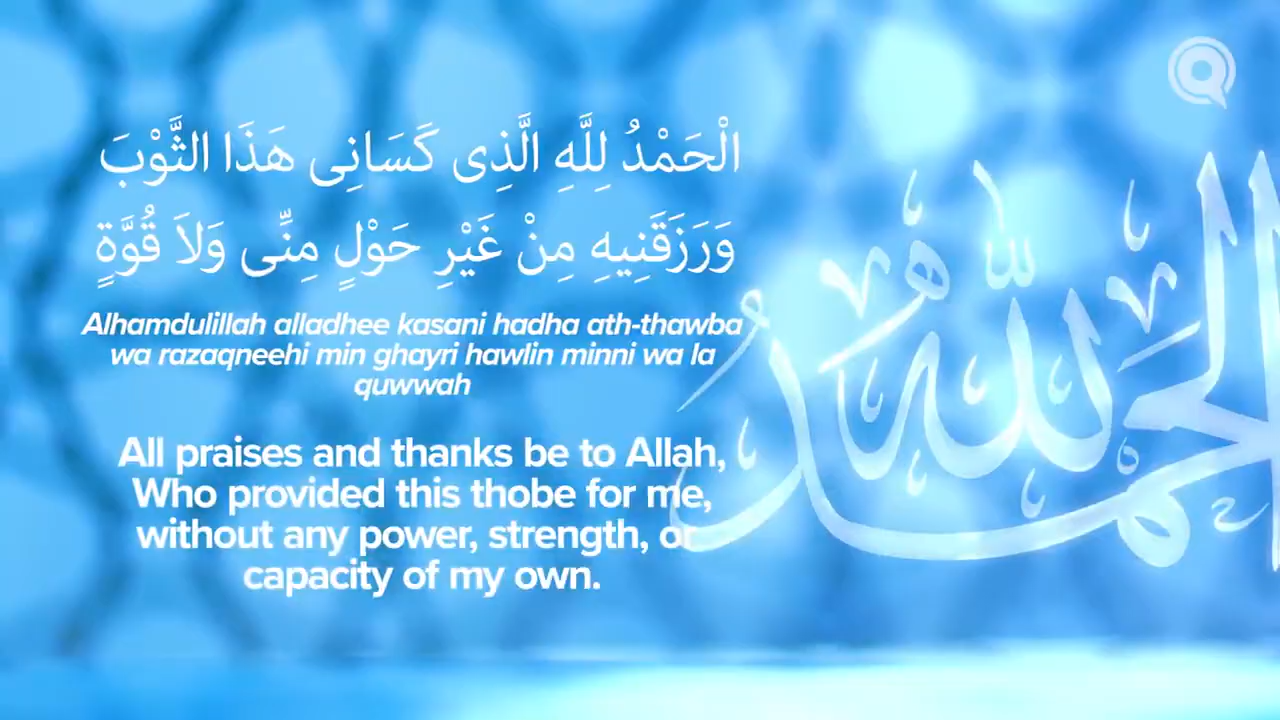 الْحَمْدُ لِلَّهِ الَّذِى كَسَانِى هَذَا الثَّوْبَ
وَرَزَقَنِيهِ مِنْ غَيْرِ حَوْلٍ مِنِّى وَلاَ قُوَّةٍ
Alhamdulillah alladhee kasani hadha ath-thawba
wa razaqneehi min ghayri hawlin minni wa la
quwwah
All praises and thanks be to Allah,
Who provided this thobe for me,
without any power, strength, or
capacity of my own.
الحمد لله